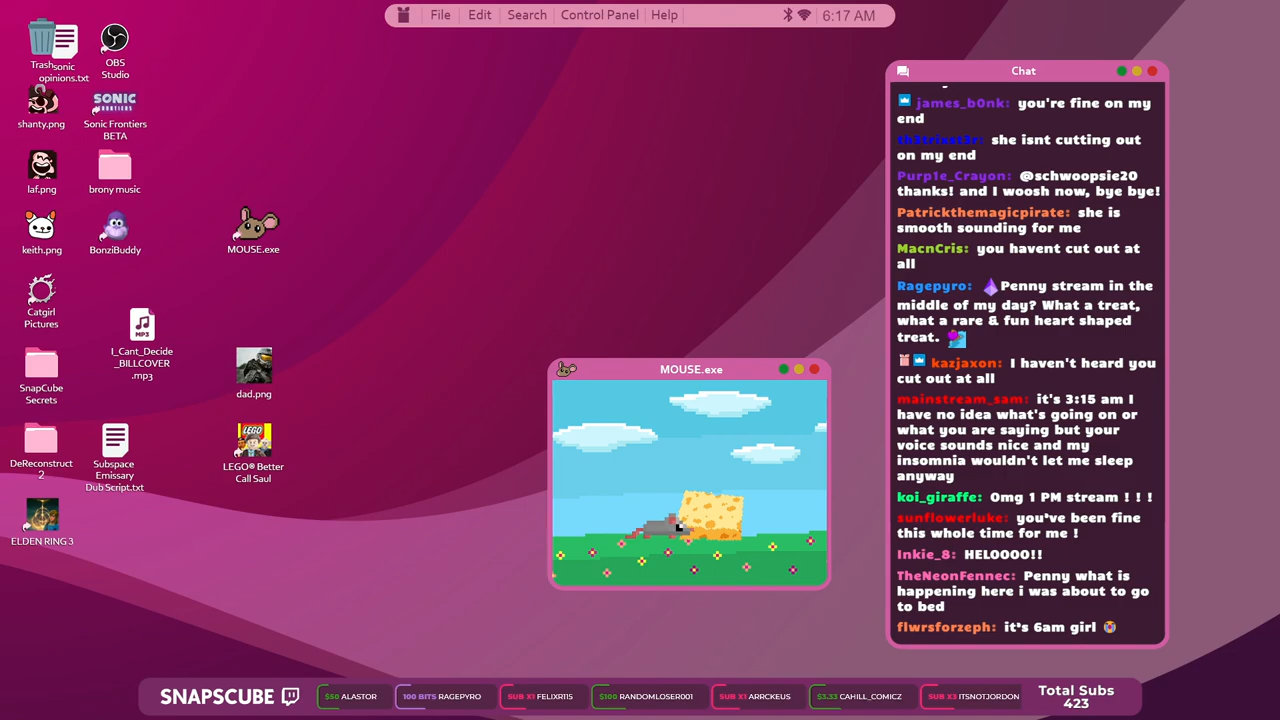 File Edit Search Control Panel Help 6:17 AM
Trash
sonic opinions.txt
OBS
Studio
shanty.png
SONIC
Sonic Frontiers
BETA
laf.png
brony music
keith.png
BonziBuddy
MOUSE.exe
Catgirl
Pictures
MP3
I_Cant_Decide
_BILLCOVER
.mp3
SnapCube
Secrets
dad.png
DeReconstruct
2
Subspace
Emissary
Dub Script.txt
LEGO
LEGO® Better
Call Saul
ELDEN RING 3
MOUSE.exe
Chat
james_b0nk: you're fine on my
end
th3trixst3r: she isnt cutting out
on my end
Purp1e_Crayon: @schwoopsie20
thanks! and I woosh now, bye bye!
Patrickthemagicpirate: she is
smooth sounding for me
MacnCris: you havent cut out at
all
Ragepyro: Penny stream in the
middle of my day? What a treat,
what a rare & fun heart shaped
treat.
kazjaxon: I haven't heard you
cut out at all
mainstream_sam: it's 3:15 am I
have no idea what's going on or
what you are saying but your
voice sounds nice and my
insomnia wouldn't let me sleep
anyway
koi_giraffe: 0mg 1 PM stream ! ! !
sunflowerluke: you've been fine
this whole time for me !
Inkie_8: HELOOOO!!
TheNeonFennec: Penny what is
happening here i was about to go
to bed
flwrsforzeph: it's 6am girl
SNAPSCUBE
$50 ALASTOR
100 BITS RAGEPYRO
SUB X1 FELIXR115
$100 RANDOMLOSER001
SUB X1 ARRCKEUS
$3.33 CAHILL_COMICZ
SUB X3 ITSNOTJORDON
Total Subs
423